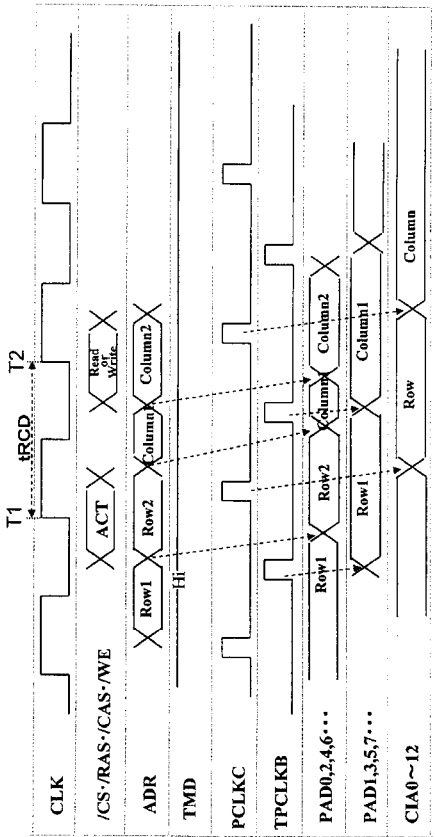 T1 tRCD T2
CLK
/CS·/RAS·/CAS·/WE ACT Read or Write
ADR Row1 Row2 Column1 Column2
TMD Hi
PCLKC
TPCLKB
PAD0,2,4,6··· Row1 Row2 Column1 Column2
PAD1,3,5,7··· Row1 Column1
CIA0～12 Row Column